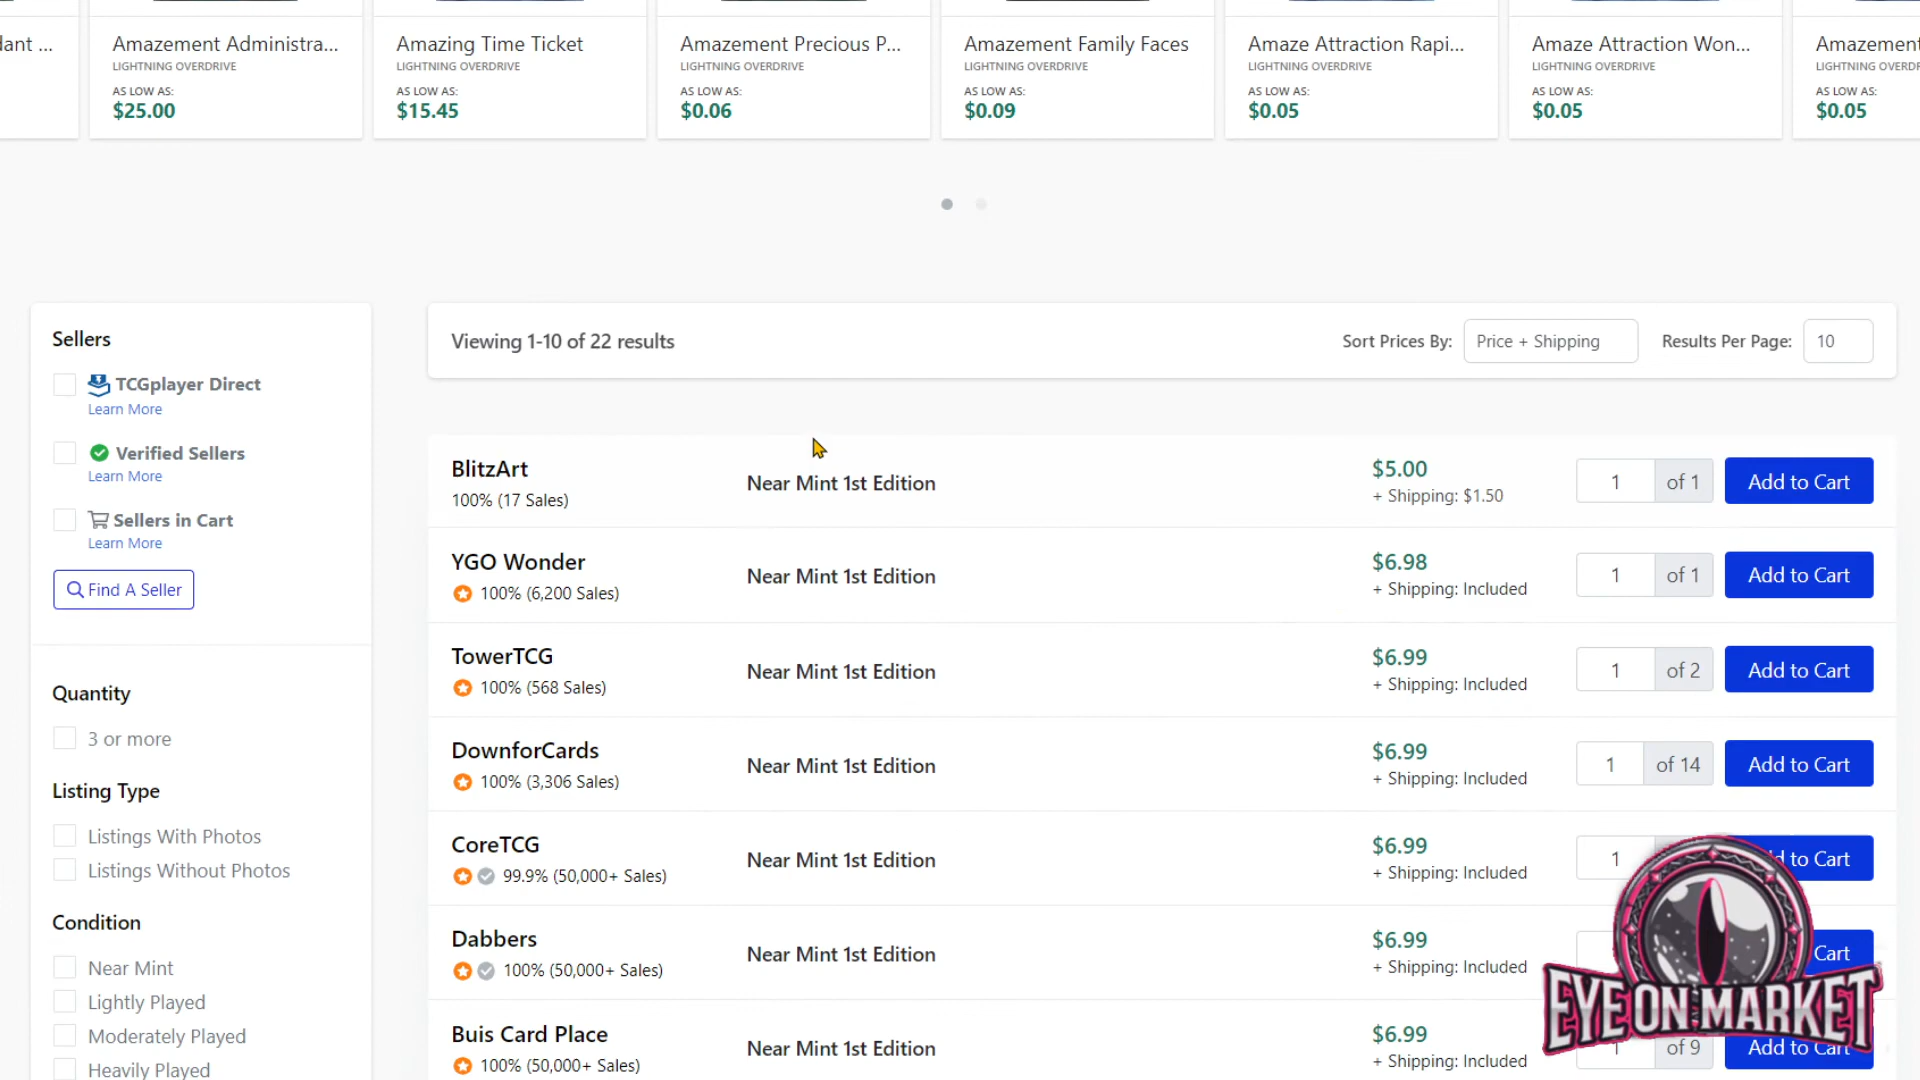 dant ...
Amazement Administra...
LIGHTNING OVERDRIVE
AS LOW AS:
$25.00
Amazing Time Ticket
LIGHTNING OVERDRIVE
AS LOW AS:
$15.45
Amazement Precious P...
LIGHTNING OVERDRIVE
AS LOW AS:
$0.06
Amazement Family Faces
LIGHTNING OVERDRIVE
AS LOW AS:
$0.09
Amaze Attraction Rapi...
LIGHTNING OVERDRIVE
AS LOW AS:
$0.05
Amaze Attraction Won...
LIGHTNING OVERDRIVE
AS LOW AS:
$0.05
Amazement
LIGHTNING OVERDR
AS LOW AS:
$0.05
Sellers
TCGplayer Direct
Learn More
Verified Sellers
Learn More
Sellers in Cart
Learn More
Find A Seller
Quantity
3 or more
Listing Type
Listings With Photos
Listings Without Photos
Condition
Near Mint
Lightly Played
Moderately Played
Heavily Played
Viewing 1-10 of 22 results
Sort Prices By: Price + Shipping
Results Per Page: 10
BlitzArt
100% (17 Sales)
Near Mint 1st Edition
$5.00
+ Shipping: $1.50
1 of 1 Add to Cart
YGO Wonder
100% (6,200 Sales)
Near Mint 1st Edition
$6.98
+ Shipping: Included
1 of 1 Add to Cart
TowerTCG
100% (568 Sales)
Near Mint 1st Edition
$6.99
+ Shipping: Included
1 of 2 Add to Cart
DownforCards
100% (3,306 Sales)
Near Mint 1st Edition
$6.99
+ Shipping: Included
1 of 14 Add to Cart
CoreTCG
99.9% (50,000+ Sales)
Near Mint 1st Edition
$6.99
+ Shipping: Included
1 d to Cart
Dabbers
100% (50,000+ Sales)
Near Mint 1st Edition
$6.99
+ Shipping: Included
Cart
Buis Card Place
100% (50,000+ Sales)
Near Mint 1st Edition
$6.99
+ Shipping: Included
1 of 9 Add to Cart
EYE ON MARKET